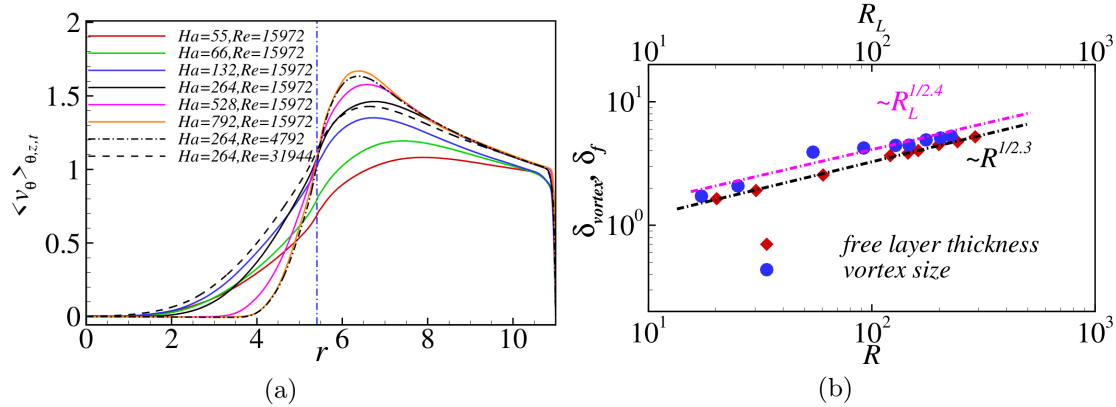 2
1.5
1
0.5
0
<v_θ>_θ,z,t
Ha=55,Re=15972
Ha=66,Re=15972
Ha=132,Re=15972
Ha=264,Re=15972
Ha=528,Re=15972
Ha=792,Re=15972
Ha=264,Re=4792
Ha=264,Re=31944
0 2 4 6 8 10
r
(a)
R_L
10^1 10^2 10^3
10^1
10^0
δ_vortex, δ_f
~R_L^1/2.4
~R^1/2.3
free layer thickness
vortex size
10^1 10^2 10^3
R
(b)